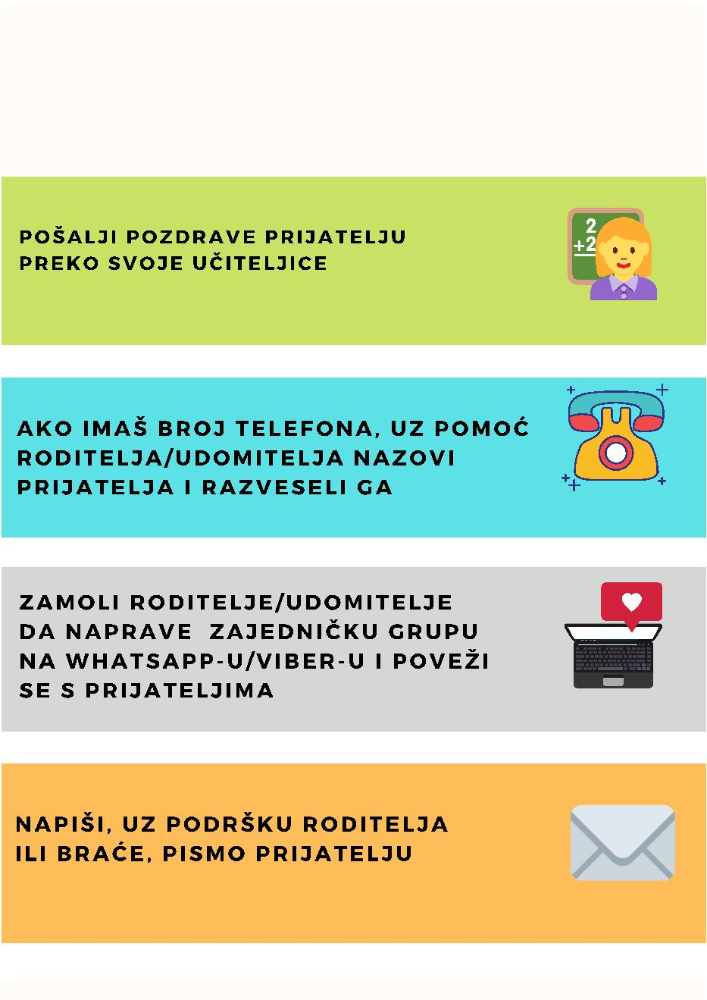 POŠALJI POZDRAVE PRIJATELJU
PREKO SVOJE UČITELJICE
2
+2
AKO IMAŠ BROJ TELEFONA, UZ POMOĆ
RODITELJA/UDOMITELJA NAZOVI
PRIJATELJA I RAZVESELI GA
ZAMOLI RODITELJE/UDOMITELJE
DA NAPRAVE  ZAJEDNIČKU GRUPU
NA WHATSAPP-U/VIBER-U I POVEŽI
SE S PRIJATELJIMA
NAPIŠI, UZ PODRŠKU RODITELJA
ILI BRAĆE, PISMO PRIJATELJU